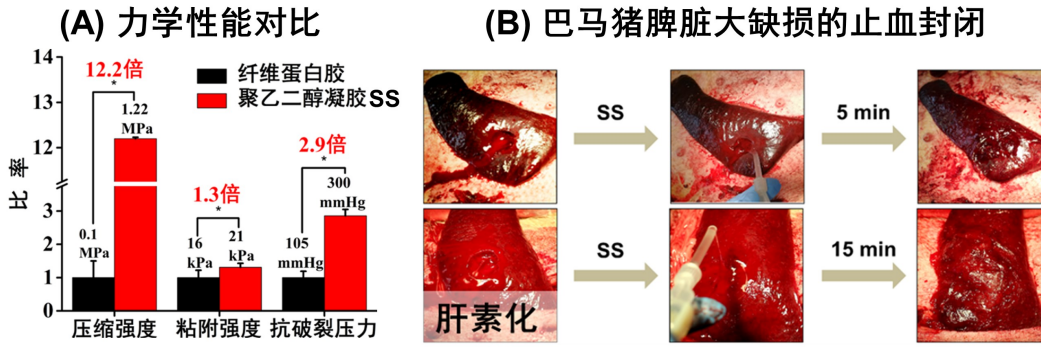 (A) 力学性能对比
14
13
12
3
2
1
0
比 率
12.2倍
*
1.22
MPa
0.1
MPa
纤维蛋白胶
聚乙二醇凝胶SS
1.3倍
*
16
kPa
21
kPa
2.9倍
*
300
mmHg
105
mmHg
压缩强度 粘附强度 抗破裂压力
(B) 巴马猪脾脏大缺损的止血封闭
SS
5 min
SS
15 min
肝素化